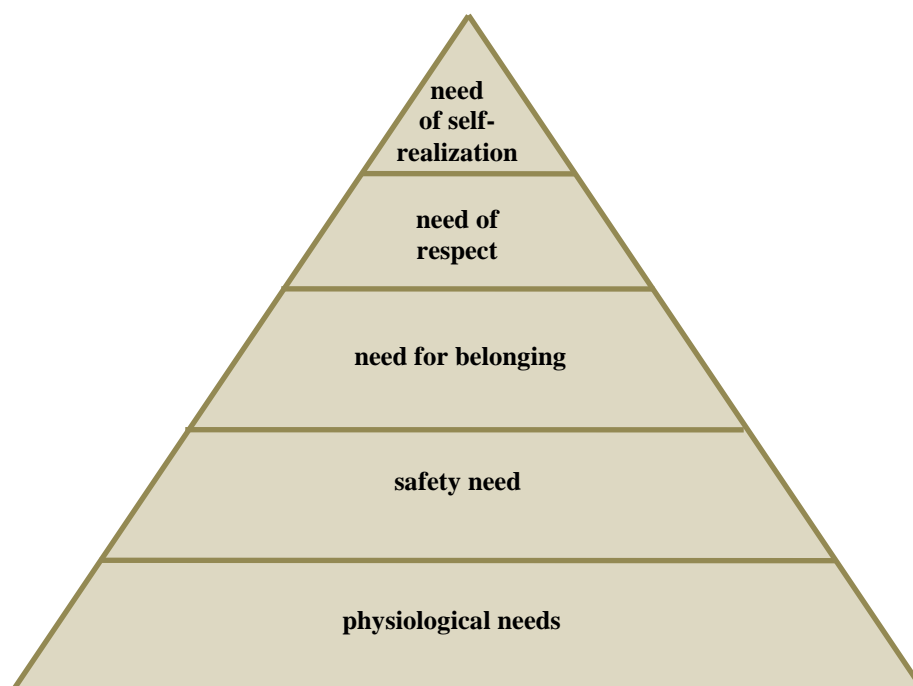 need
of self-
realization
need of
respect
need for belonging
safety need
physiological needs